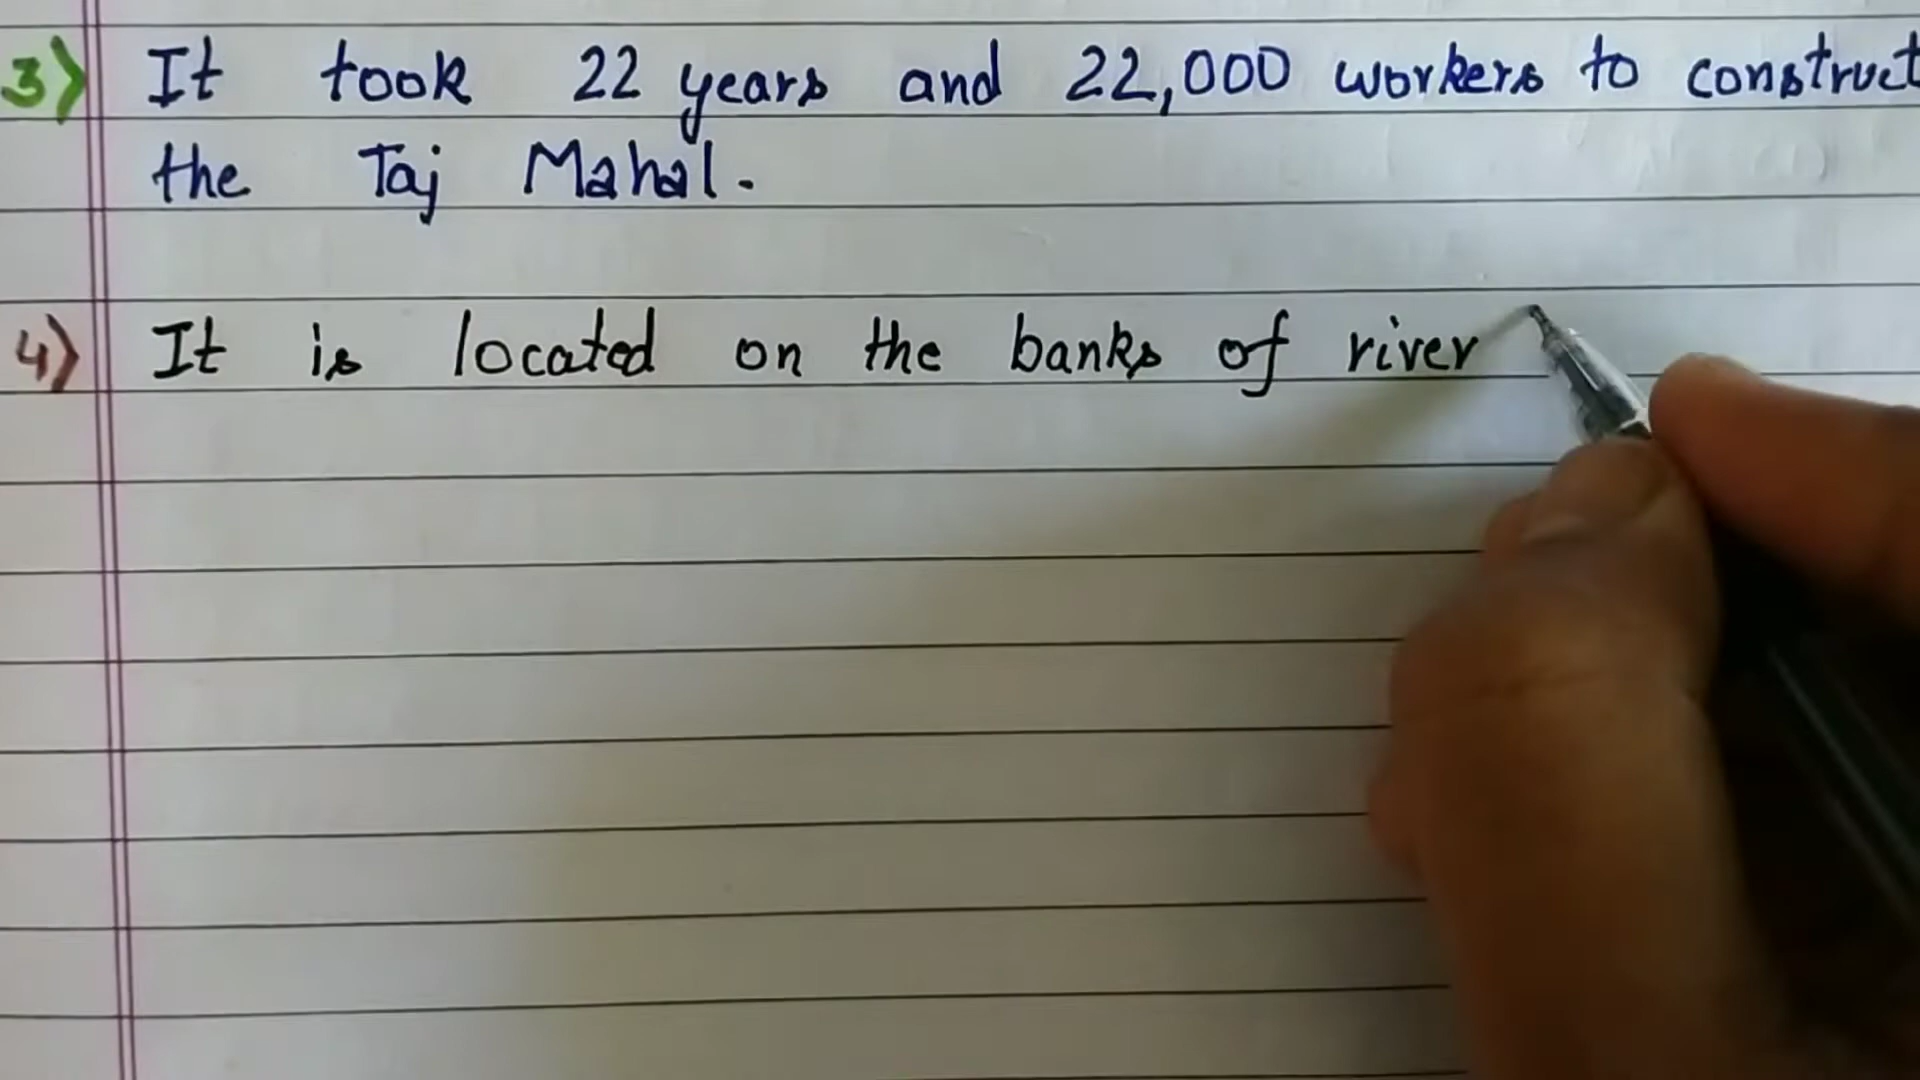 3) It took 22 years and 22,000 workers to construct
the Taj Mahal.
4) It is located on the banks of river